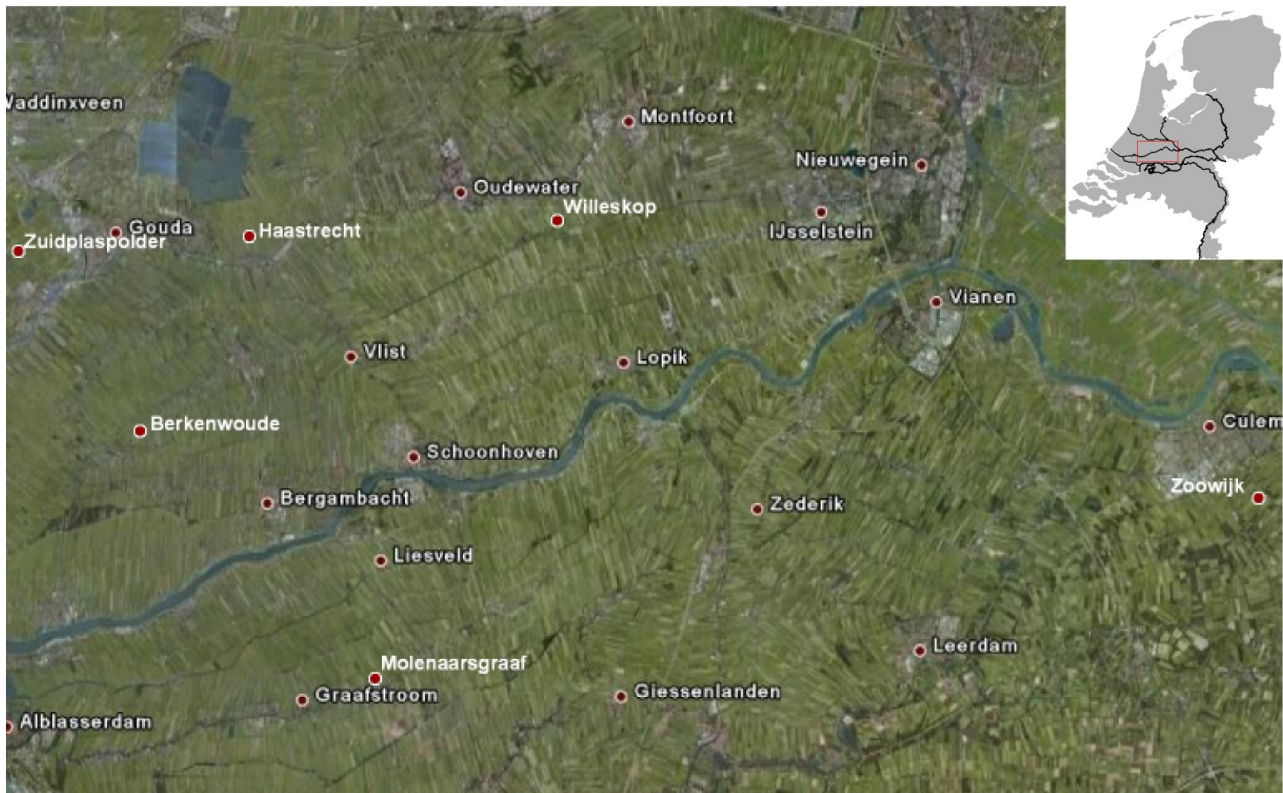 Waddinxveen
Montfoort
Nieuwegein
Oudewater
Willeskop
IJsselstein
Gouda
Haastrecht
Zuidplaspolder
Vianen
Vlist
Lopik
Berkenwoude
Culem
Schoonhoven
Zoowijk
Bergambacht
Zederik
Liesveld
Leerdam
Molenaarsgraaf
Graafstroom
Giessenlanden
Alblasserdam